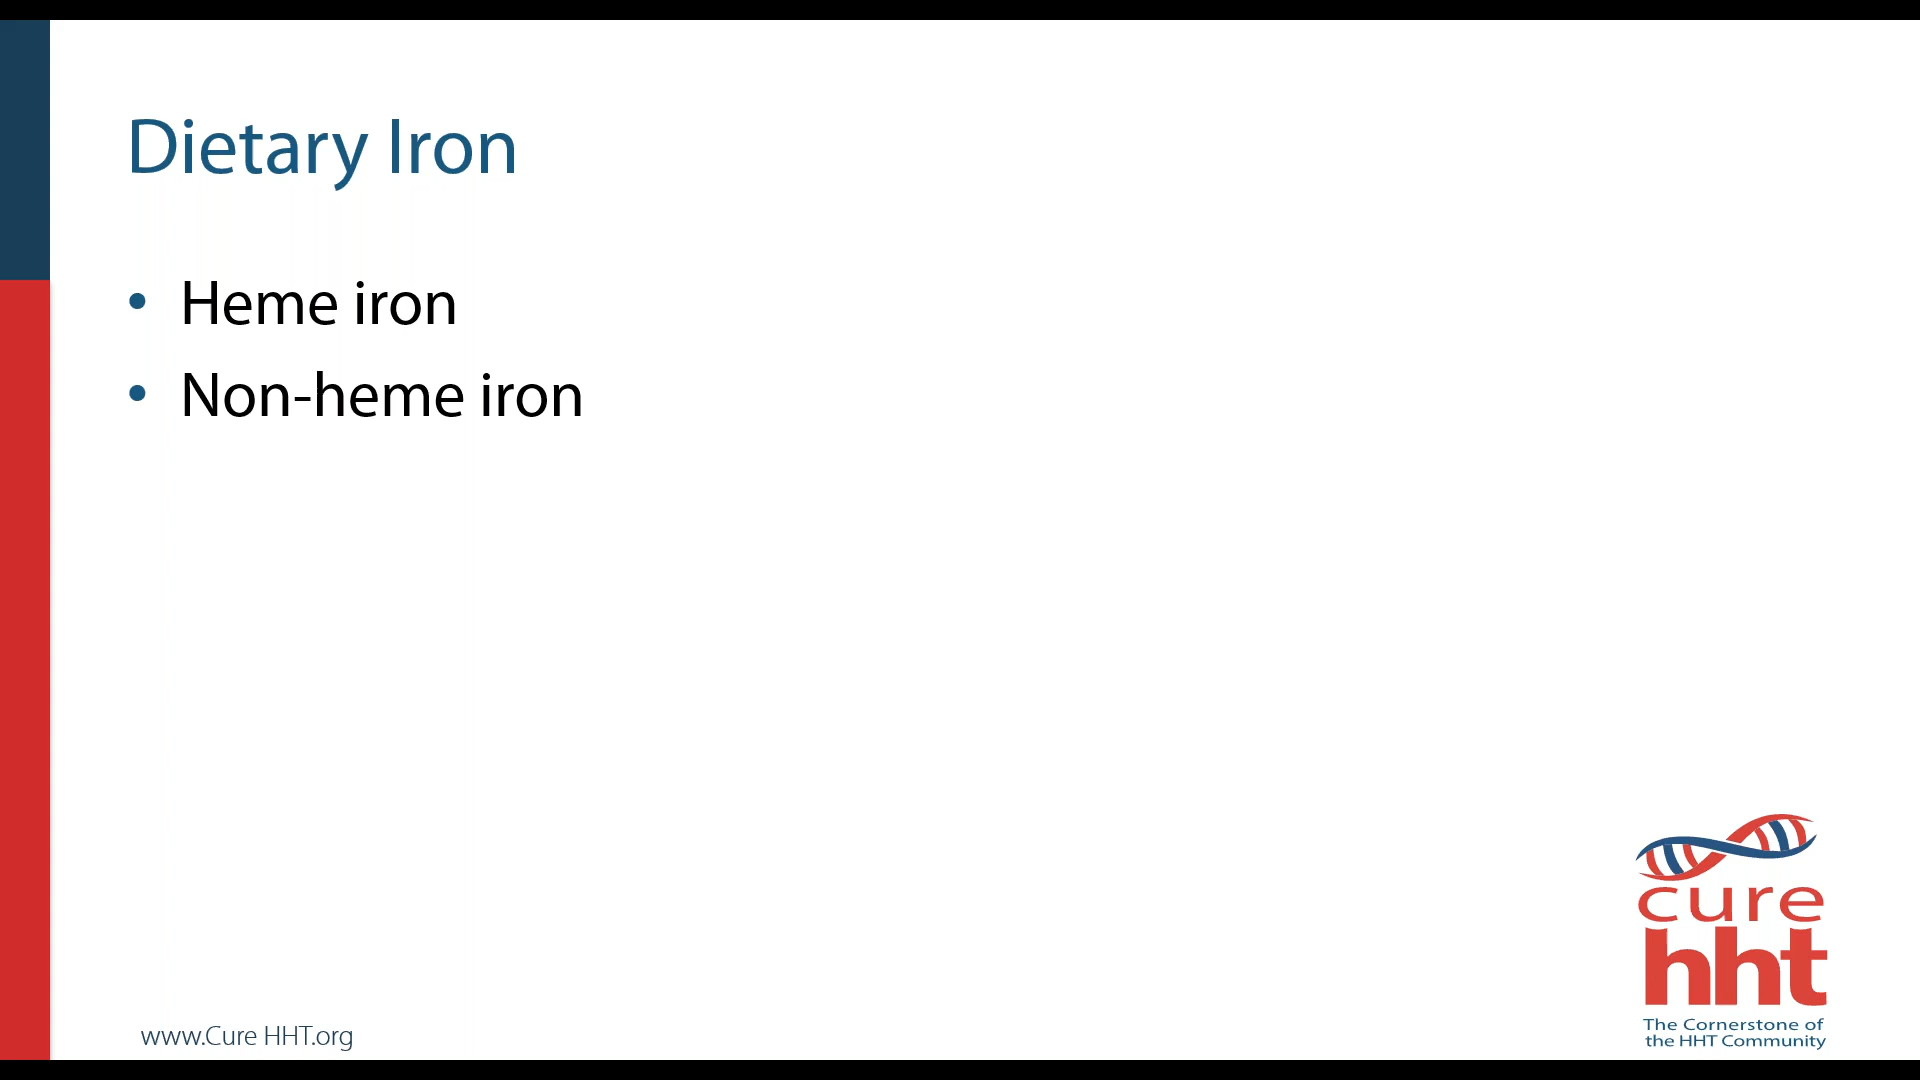 Dietary Iron
• Heme iron
• Non-heme iron
www.Cure HHT.org
cure
hht
The Cornerstone of
the HHT Community